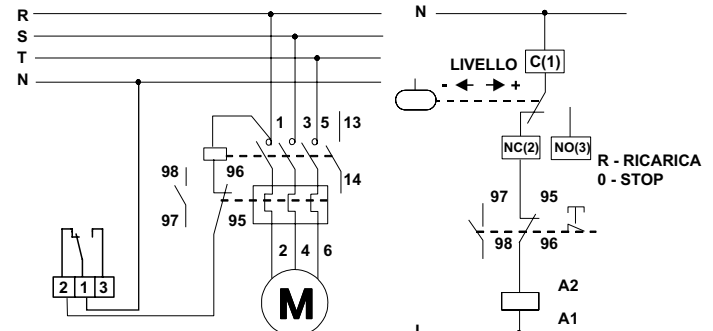 R
S
T
N
1 3 5 13
14
98 96
97 95
2 4 6
2 1 3
M
N
C(1)
LIVELLO
- +
NC(2) NO(3)
R - RICARICA
0 - STOP
97 95
98 96
A2
A1